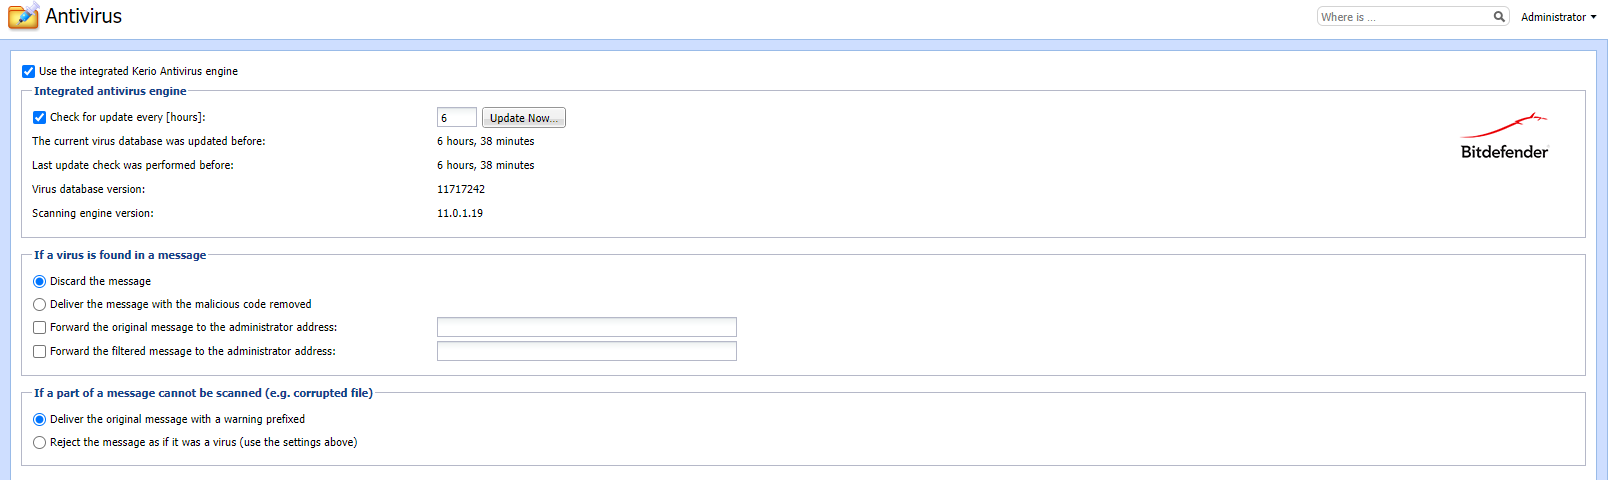 Antivirus
Where is ...
Administrator
Use the integrated Kerio Antivirus engine
Integrated antivirus engine
Check for update every [hours]: 6 Update Now...
The current virus database was updated before: 6 hours, 38 minutes
Last update check was performed before: 6 hours, 38 minutes
Virus database version: 11717242
Scanning engine version: 11.0.1.19
Bitdefender
If a virus is found in a message
Discard the message
Deliver the message with the malicious code removed
Forward the original message to the administrator address:
Forward the filtered message to the administrator address:
If a part of a message cannot be scanned (e.g. corrupted file)
Deliver the original message with a warning prefixed
Reject the message as if it was a virus (use the settings above)